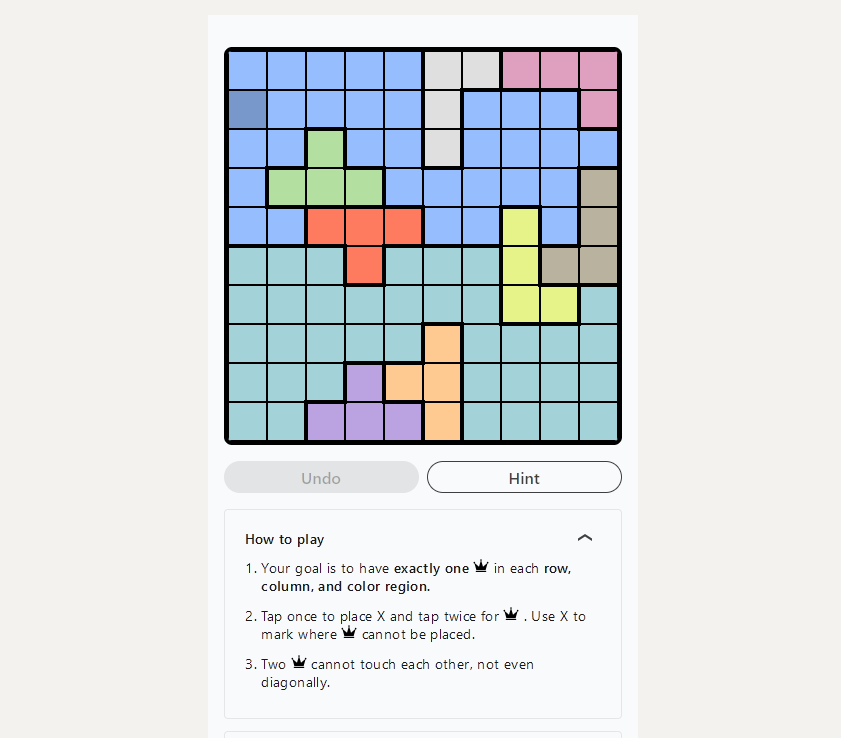 Undo
Hint
How to play
1. Your goal is to have exactly one in each row,
column, and color region.
2. Tap once to place X and tap twice for . Use X to
mark where cannot be placed.
3. Two cannot touch each other, not even
diagonally.